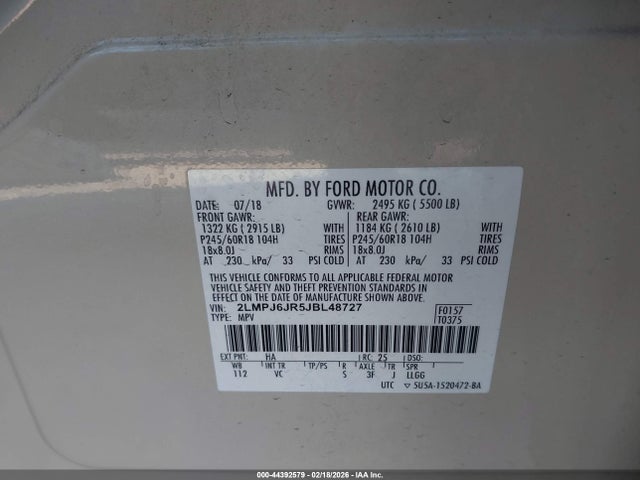 MFD. BY FORD MOTOR CO.
DATE: 07/18 GVWR: 2495 KG ( 5500 LB)
FRONT GAWR: REAR GAWR:
1322 KG ( 2915 LB) WITH 1184 KG ( 2610 LB) WITH
P245/60R18 104H TIRES P245/60R18 104H TIRES
18x8.0J RIMS 18x8.0J RIMS
AT 230 kPa/ 33 PSI COLD AT 230 kPa/ 33 PSI COLD
THIS VEHICLE CONFORMS TO ALL APPLICABLE FEDERAL MOTOR
VEHICLE SAFETY AND THEFT PREVENTION STANDARDS IN
EFFECT ON THE DATE OF MANUFACTURE SHOWN ABOVE.
VIN: 2LMPJ6JR5JBL48727 F0157
TYPE: MPV T0375
EXT PNT: HA RC: 25 DSO:
WB INT TR TP/PS R AXLE TR SPR
112 VC S 3F J LLGG
UTC ▽ 5U5A-1520472-BA
000-44392579 - 02/18/2026 - IAA Inc.